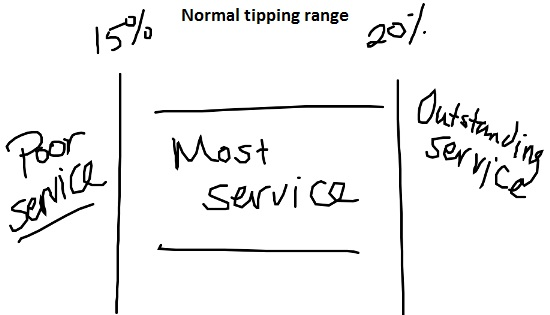 Normal tipping range
15%
20%
Poor
service
Most
service
Outstanding
service